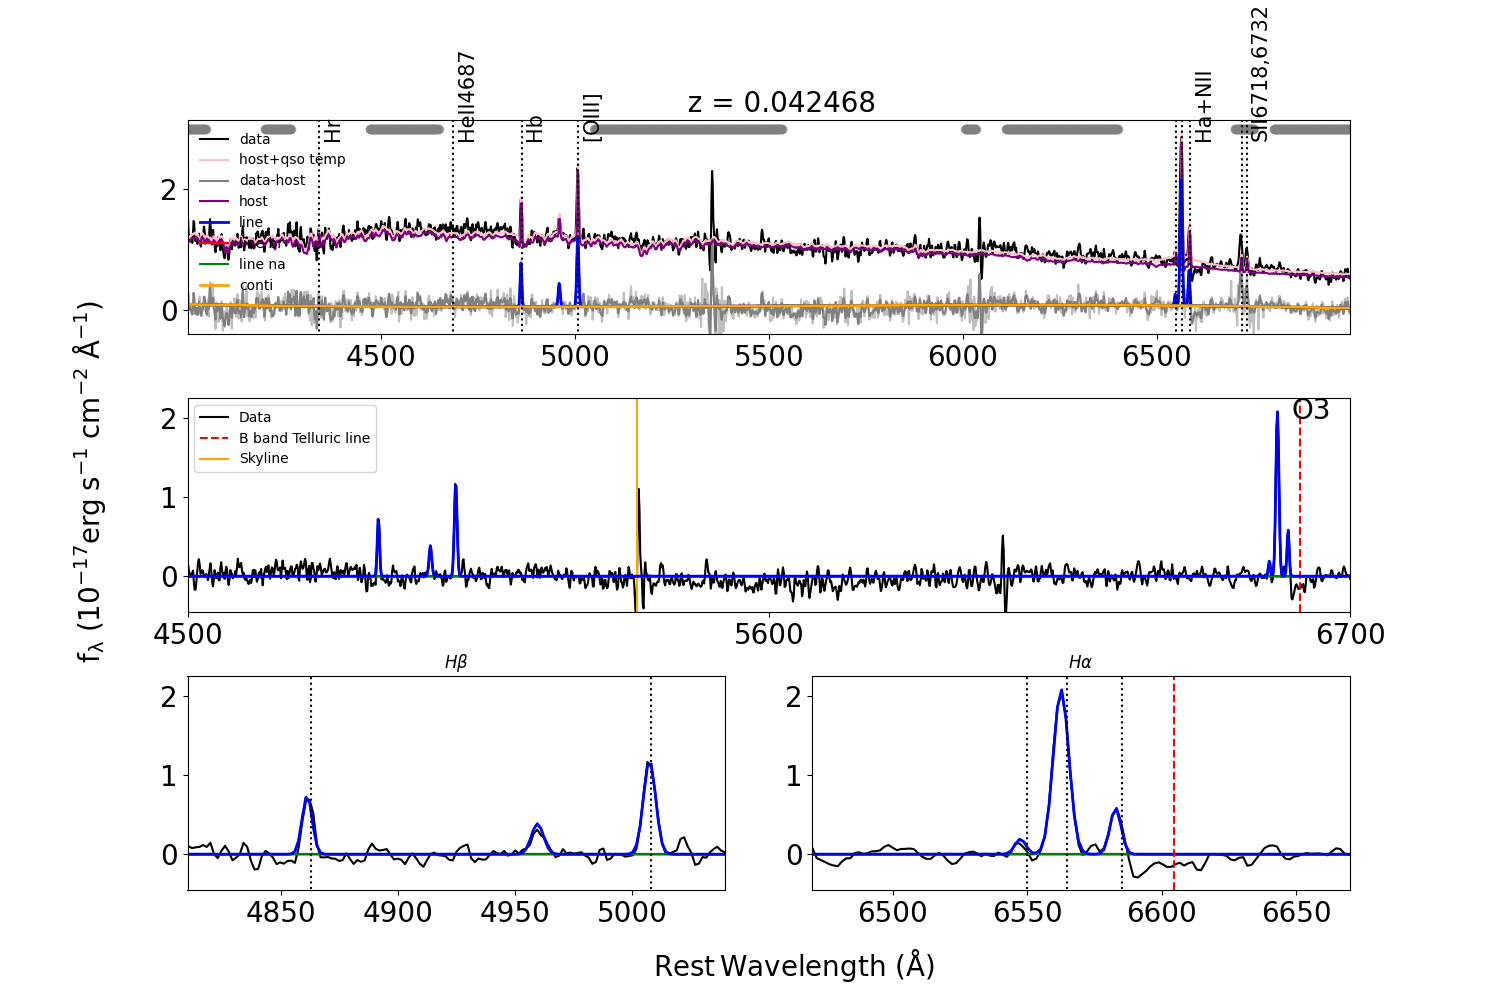 z = 0.042468
Hr
HeII4687
Hb
[OIII]
Ha+NII
SII6718,6732
data
host+qso temp
data-host
host
line
line na
conti
2
0
4500 5000 5500 6000 6500
Data
B band Telluric line
Skyline
O3
2
1
0
4500 5600 6700
fλ (10⁻¹⁷erg s⁻¹ cm⁻² Å⁻¹)
Hβ
2
1
0
4850 4900 4950 5000
Hα
2
1
0
6500 6550 6600 6650
Rest Wavelength (Å)